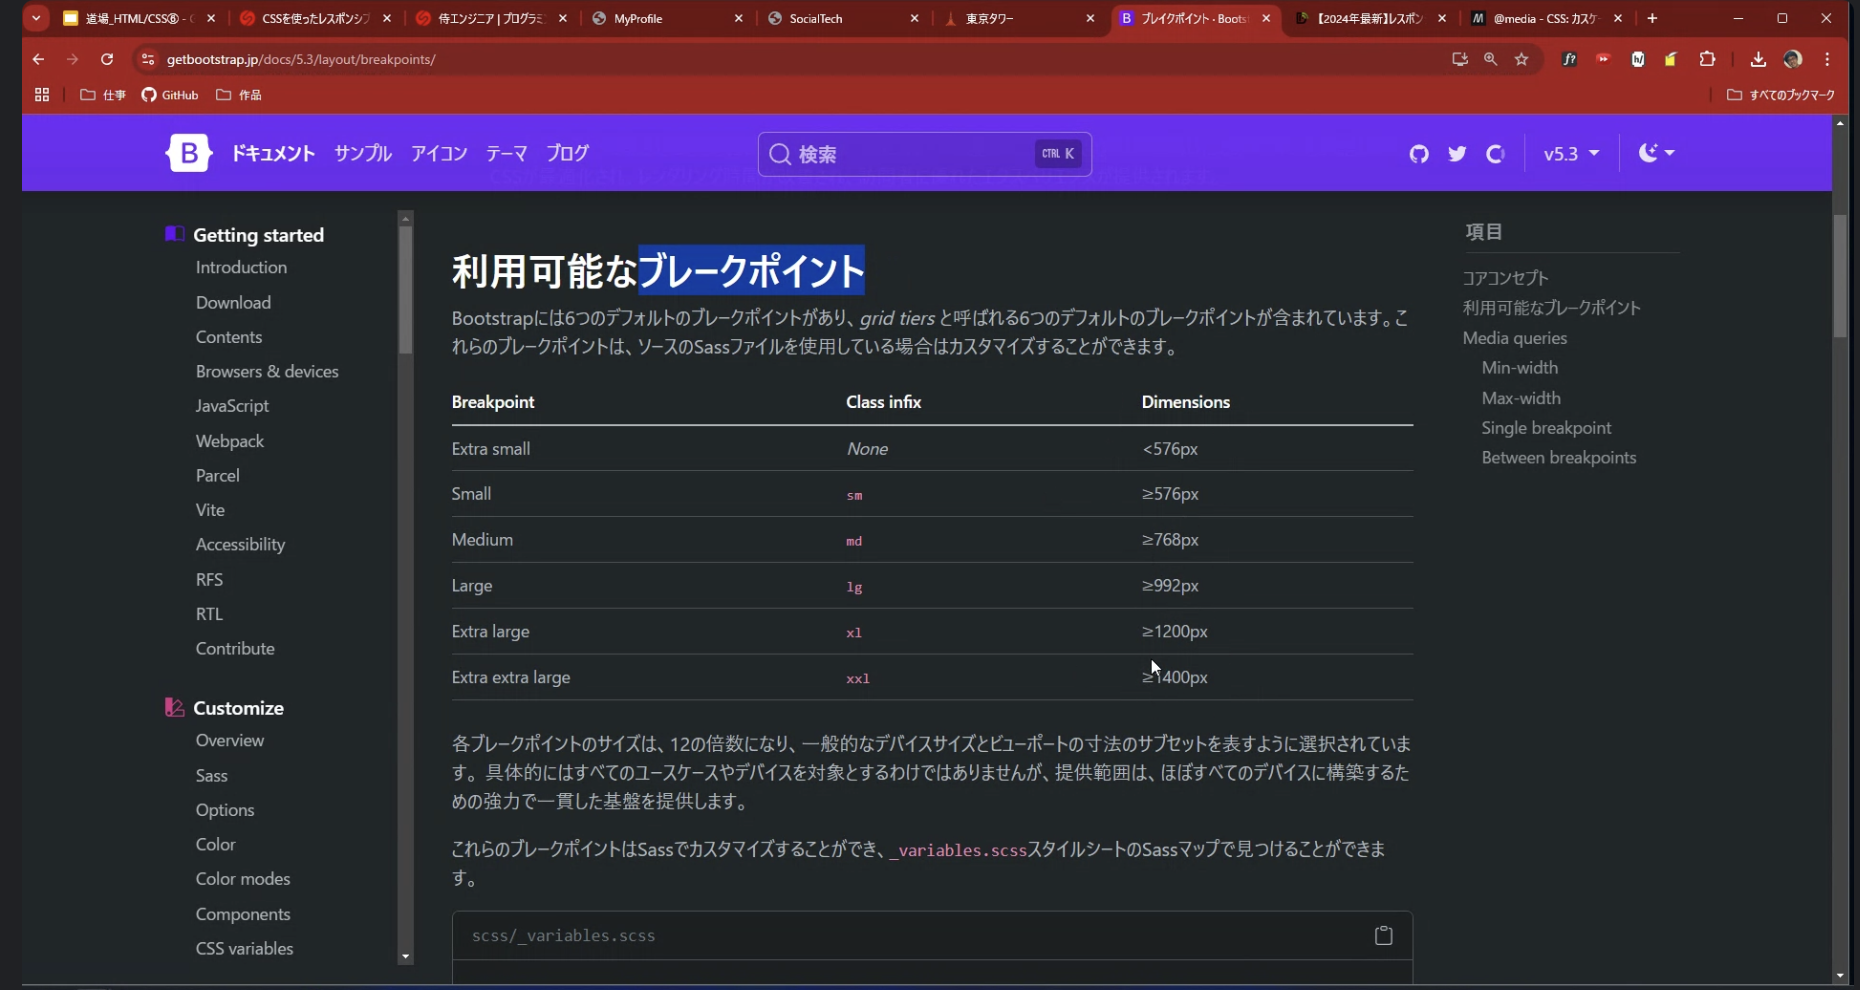 道場_HTML/CSS⑧ -
CSSを使ったレスポンシブ
侍エンジニア | プログラミ
MyProfile
SocialTech
東京タワー
ブレイクポイント · Boots
【2024年最新】レスポン
@media - CSS: カスケ
getbootstrap.jp/docs/5.3/layout/breakpoints/
仕事
GitHub
作品
すべてのブックマーク
B
ドキュメント サンプル アイコン テーマ ブログ
検索
CTRL K
v5.3
Getting started
Introduction
Download
Contents
Browsers & devices
JavaScript
Webpack
Parcel
Vite
Accessibility
RFS
RTL
Contribute
Customize
Overview
Sass
Options
Color
Color modes
Components
CSS variables
利用可能なブレークポイント
Bootstrapには6つのデフォルトのブレークポイントがあり、grid tiers と呼ばれる6つのデフォルトのブレークポイントが含まれています。こ
れらのブレークポイントは、ソースのSassファイルを使用している場合はカスタマイズすることができます。
Breakpoint Class infix Dimensions
Extra small None <576px
Small sm ≥576px
Medium md ≥768px
Large lg ≥992px
Extra large xl ≥1200px
Extra extra large xxl ≥1400px
各ブレークポイントのサイズは、12の倍数になり、一般的なデバイスサイズとビューポートの寸法のサブセットを表すように選択されていま
す。具体的にはすべてのユースケースやデバイスを対象とするわけではありませんが、提供範囲は、ほぼすべてのデバイスに構築するた
めの強力で一貫した基盤を提供します。
これらのブレークポイントはSassでカスタマイズすることができ、_variables.scssスタイルシートのSassマップで見つけることができま
す。
scss/_variables.scss
項目
コアコンセプト
利用可能なブレークポイント
Media queries
Min-width
Max-width
Single breakpoint
Between breakpoints